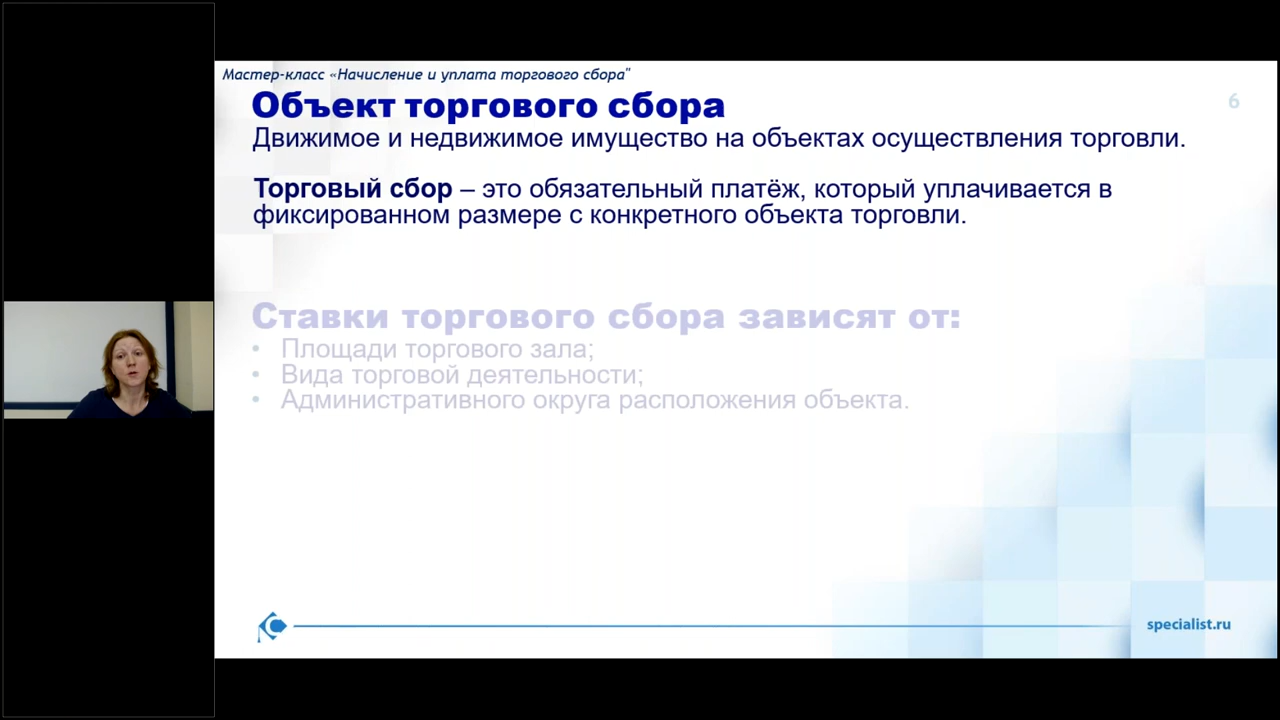 Мастер-класс «Начисление и уплата торгового сбора"
Объект торгового сбора
6
Движимое и недвижимое имущество на объектах осуществления торговли.
Торговый сбор – это обязательный платёж, который уплачивается в
фиксированном размере с конкретного объекта торговли.
Ставки торгового сбора зависят от:
• Площади торгового зала;
• Вида торговой деятельности;
• Административного округа расположения объекта.
specialist.ru